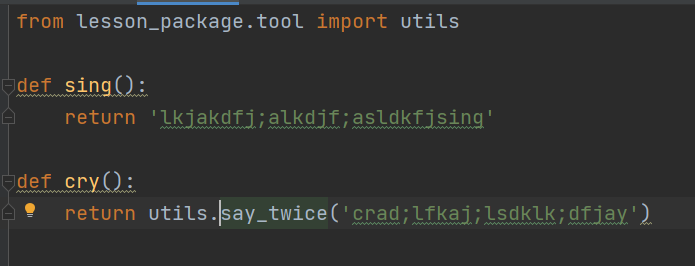 from lesson_package.tool import utils
def sing():
    return 'lkjakdfj;alkdjf;asldkfjsing'
def cry():
    return utils.say_twice('crad;lfkaj;lsdklk;dfjay')